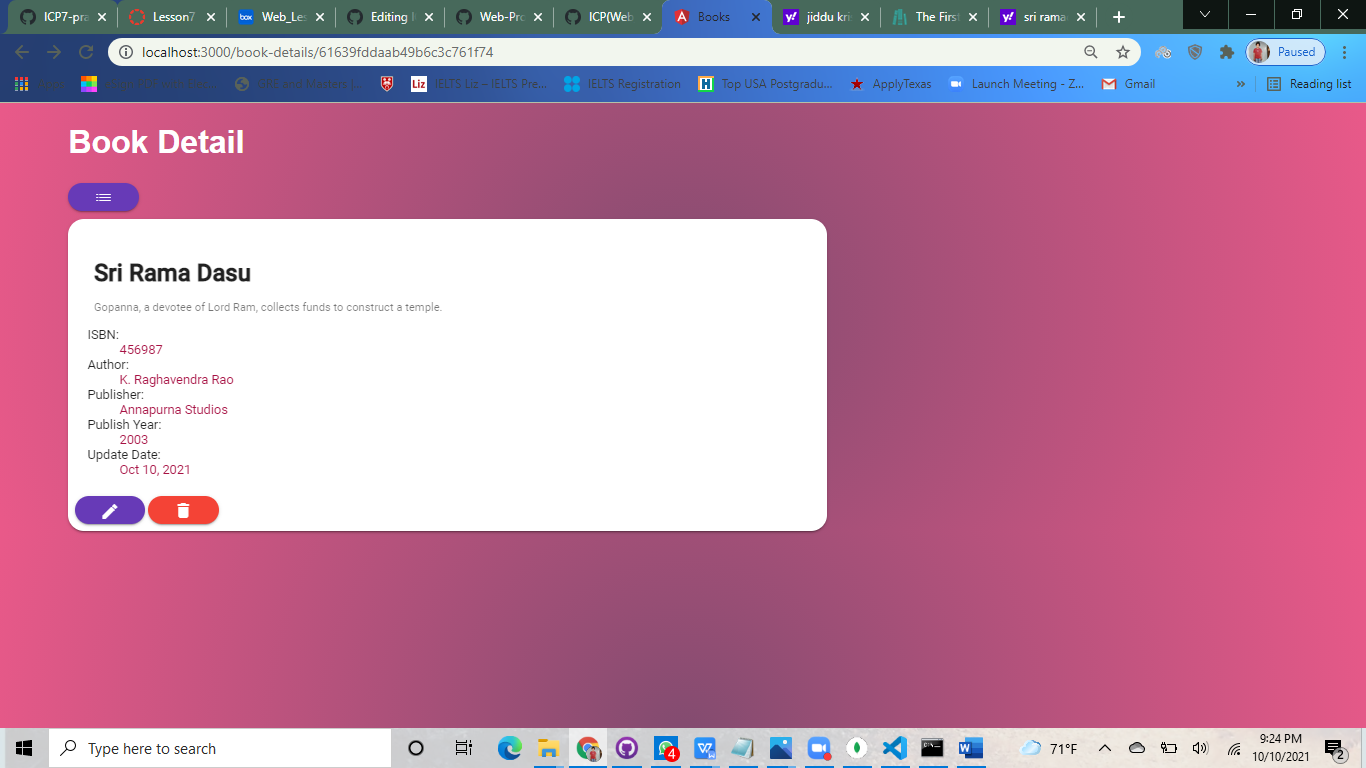 ICP7-pra
Lesson7
Web_Les
Editing I
Web-Pro
ICP(Web
Books
jiddu kri
The First
sri rama
localhost:3000/book-details/61639fddaab49b6c3c761f74
Paused
Liz IELTS Liz – IELTS Pre...
IELTS Registration
H Top USA Postgradu...
ApplyTexas
Launch Meeting - Z...
Gmail
»
Reading list
Book Detail
Sri Rama Dasu
Gopanna, a devotee of Lord Ram, collects funds to construct a temple.
ISBN:
456987
Author:
K. Raghavendra Rao
Publisher:
Annapurna Studios
Publish Year:
2003
Update Date:
Oct 10, 2021
Type here to search
4
71°F
9:24 PM
10/10/2021
2